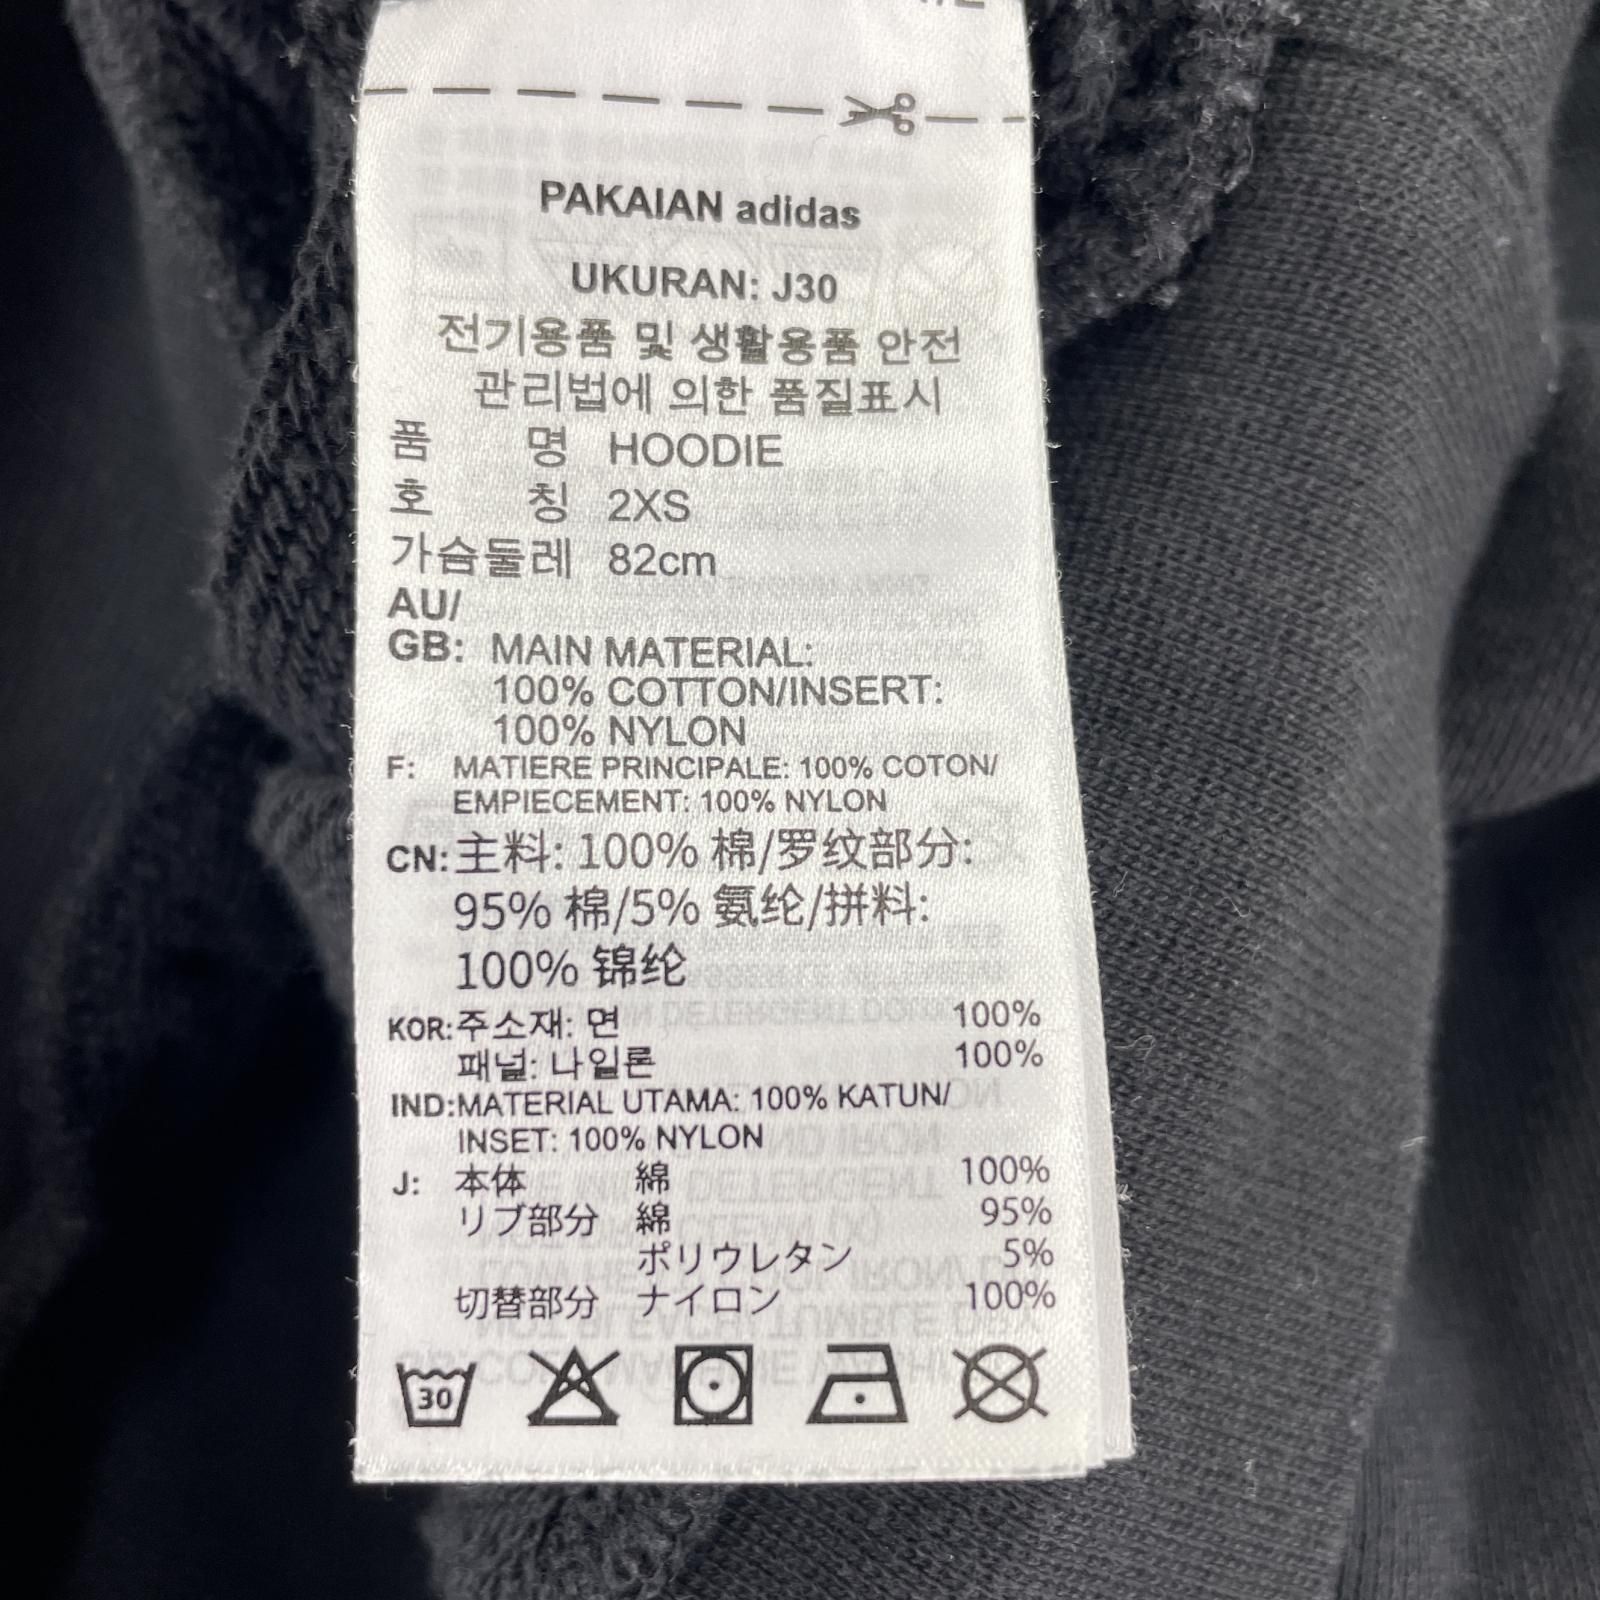 PAKAIAN adidas
UKURAN: J30
전기용품 및 생활용품 안전
관리법에 의한 품질표시
품 명 HOODIE
호 칭 2XS
가슴둘레 82cm
AU/
GB: MAIN MATERIAL:
100% COTTON/INSERT:
100% NYLON
F: MATIERE PRINCIPALE: 100% COTON/
EMPIECEMENT: 100% NYLON
CN: 主料: 100% 棉/罗纹部分:
95% 棉/5% 氨纶/拼料:
100% 锦纶
KOR: 주소재: 면 100%
패널: 나일론 100%
IND: MATERIAL UTAMA: 100% KATUN/
INSET: 100% NYLON
J: 本体 綿 100%
リブ部分 綿 95%
ポリウレタン 5%
切替部分 ナイロン 100%
30